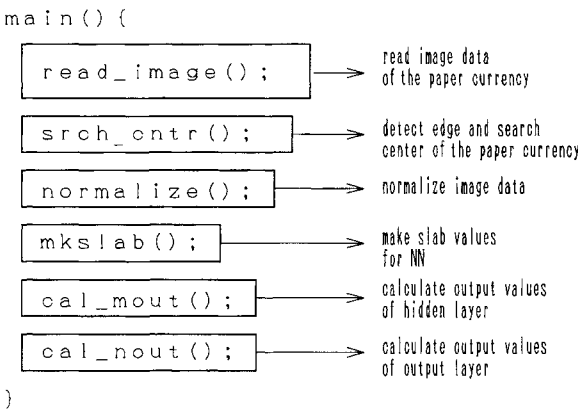 main() {
read_image(); read image data
of the paper currency
srch_cntr(); detect edge and search
center of the paper currency
normalize(); normalize image data
mkslab(); make slab values
for NN
cal_mout(); calculate output values
of hidden layer
cal_nout(); calculate output values
of output layer
}